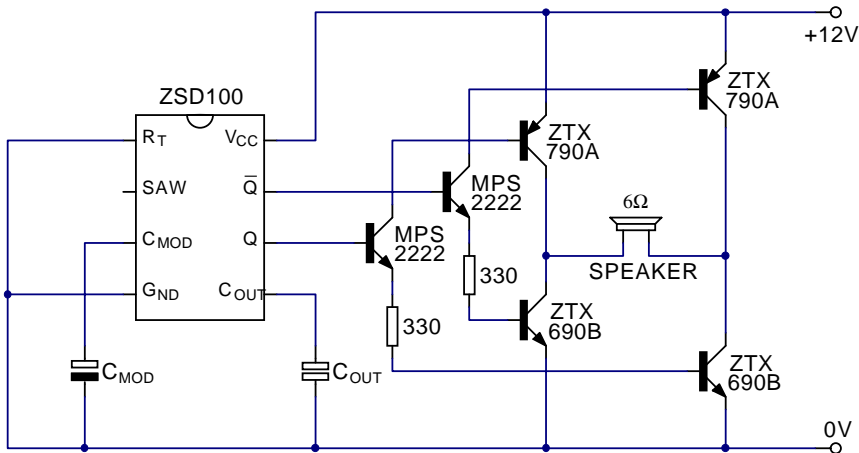 +12V
ZSD100
ZTX
790A
RT
VCC
ZTX
790A
SAW
Q̅
MPS
2222
6Ω
CMOD
Q
MPS
2222
SPEAKER
330
GND
COUT
ZTX
690B
330
ZTX
690B
CMOD
COUT
0V